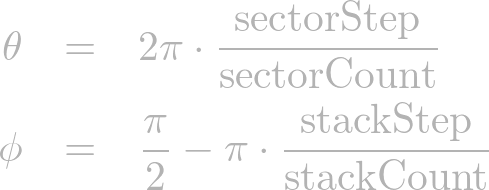 θ = 2π · sectorStep / sectorCount
ϕ = π / 2 − π · stackStep / stackCount